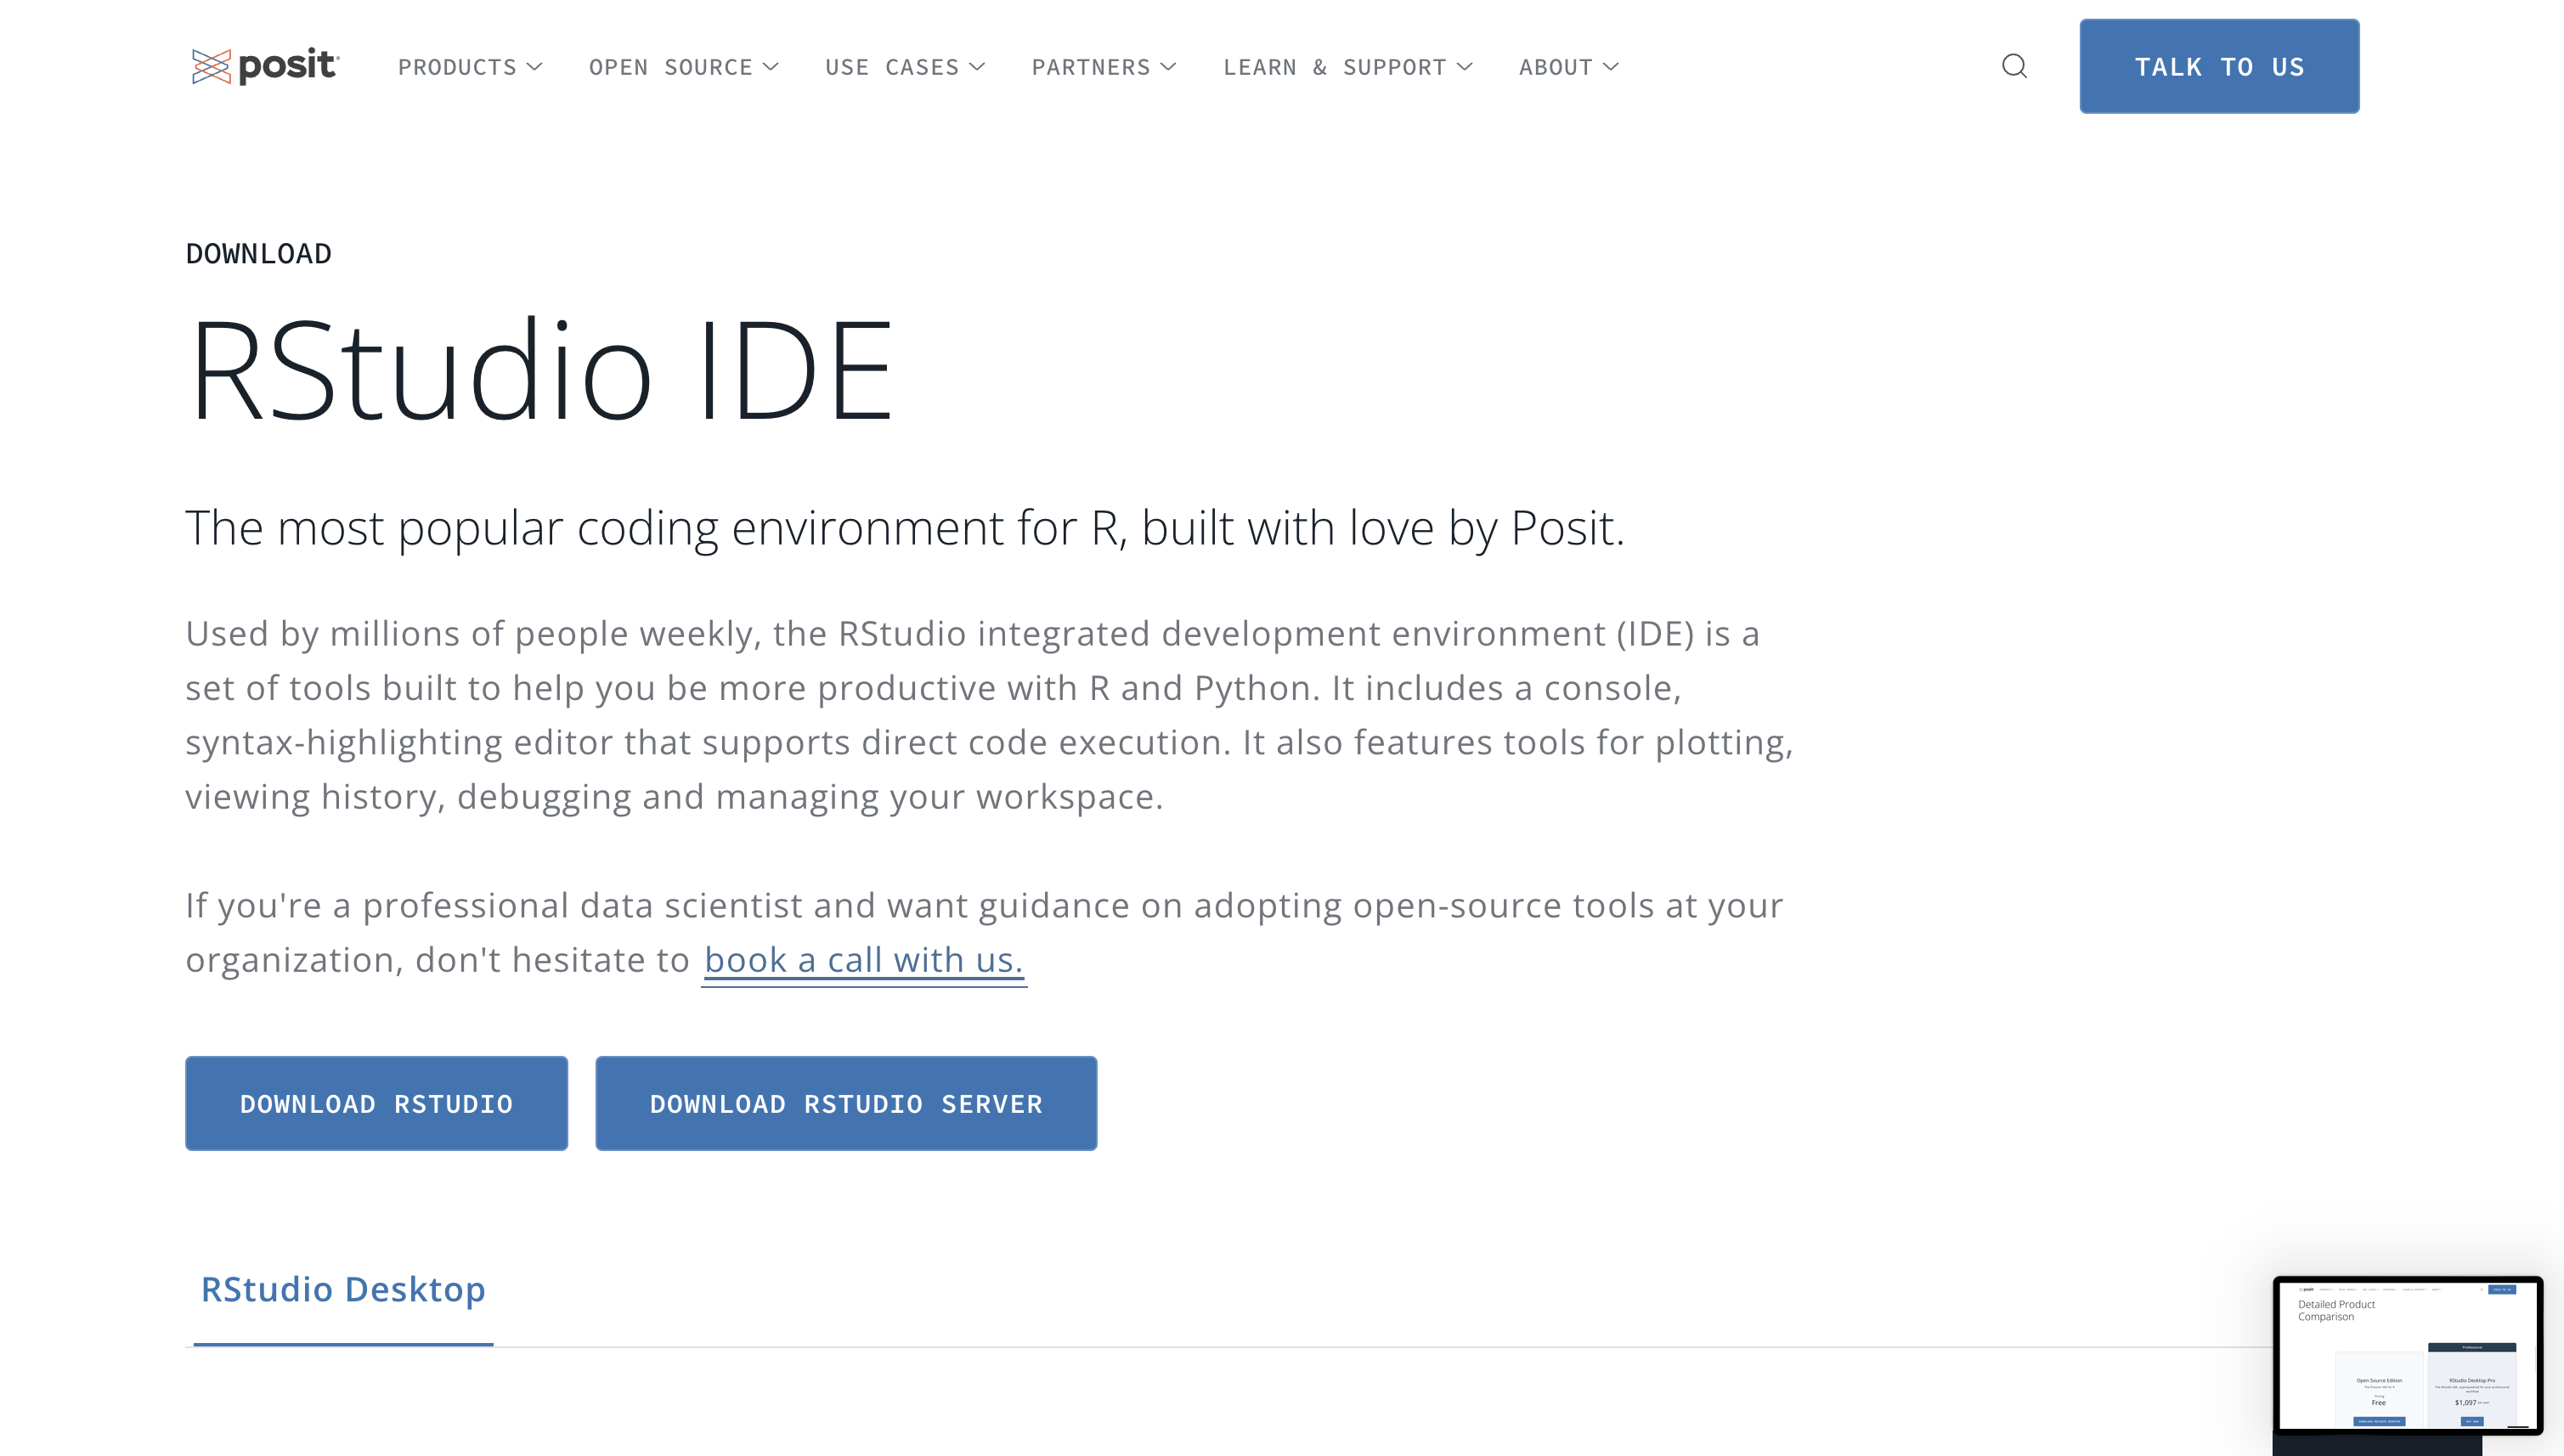 posit
PRODUCTS
OPEN SOURCE
USE CASES
PARTNERS
LEARN & SUPPORT
ABOUT
TALK TO US
DOWNLOAD
RStudio IDE
The most popular coding environment for R, built with love by Posit.
Used by millions of people weekly, the RStudio integrated development environment (IDE) is a
set of tools built to help you be more productive with R and Python. It includes a console,
syntax-highlighting editor that supports direct code execution. It also features tools for plotting,
viewing history, debugging and managing your workspace.
If you're a professional data scientist and want guidance on adopting open-source tools at your
organization, don't hesitate to book a call with us.
DOWNLOAD RSTUDIO
DOWNLOAD RSTUDIO SERVER
RStudio Desktop
posit
Detailed Product
Comparison
Professional
Open Source Edition
RStudio Desktop Pro
Pricing
Free
$1,097 per year